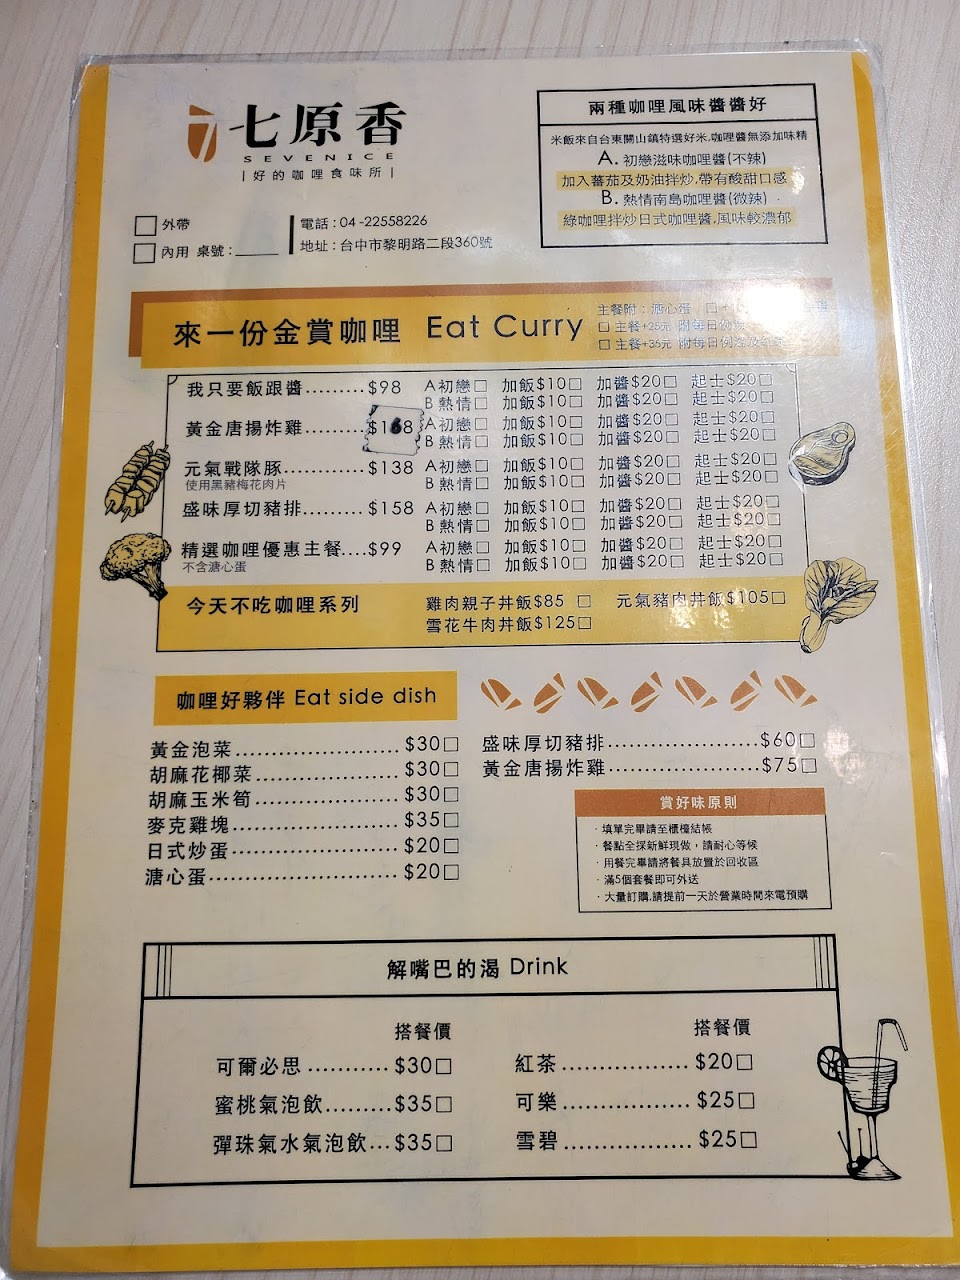 七原香
SEVENICE
|好的咖哩食味所|
兩種咖哩風味醬醬好
米飯來自台東關山鎮特選好米,咖哩醬無添加味精
A. 初戀滋味咖哩醬(不辣)
加入蕃茄及奶油拌炒,帶有酸甜口感
B. 熱情南島咖哩醬(微辣)
綠咖哩拌炒日式咖哩醬,風味較濃郁
□ 外帶
□ 內用 桌號:____
電話:04 -22558226
地址:台中市黎明路二段360號
來一份金賞咖哩 Eat Curry
主餐附:溏心蛋
□ 主餐+25元 附每日例
□ 主餐+35元 附每日例
我只要飯跟醬.........$98 A初戀□ 加飯$10□ 加醬$20□ 起士$20□
B熱情□ 加飯$10□ 加醬$20□ 起士$20□
黃金唐揚炸雞.........$168 A初戀□ 加飯$10□ 加醬$20□ 起士$20□
B熱情□ 加飯$10□ 加醬$20□ 起士$20□
元氣戰隊豚............$138 A初戀□ 加飯$10□ 加醬$20□ 起士$20□
使用黑豬梅花肉片 B熱情□ 加飯$10□ 加醬$20□ 起士$20□
盛味厚切豬排.........$158 A初戀□ 加飯$10□ 加醬$20□ 起士$20□
B熱情□ 加飯$10□ 加醬$20□ 起士$20□
精選咖哩優惠主餐....$99 A初戀□ 加飯$10□ 加醬$20□ 起士$20□
不含溏心蛋 B熱情□ 加飯$10□ 加醬$20□ 起士$20□
今天不吃咖哩系列 雞肉親子丼飯$85 □ 元氣豬肉丼飯$105□
雪花牛肉丼飯$125□
咖哩好夥伴 Eat side dish
黃金泡菜........................$30□
胡麻花椰菜.....................$30□
胡麻玉米筍.....................$30□
麥克雞塊........................$35□
日式炒蛋........................$20□
溏心蛋...........................$20□
盛味厚切豬排.....................$60□
黃金唐揚炸雞.....................$75□
賞好味原則
·填單完畢請至櫃檯結帳
·餐點全採新鮮現做,請耐心等候
·用餐完畢請將餐具放置於回收區
·滿5個套餐即可外送
·大量訂購,請提前一天於營業時間來電預購
解嘴巴的渴 Drink
搭餐價
可爾必思...........$30□
蜜桃氣泡飲.........$35□
彈珠氣水氣泡飲...$35□
搭餐價
紅茶.................$20□
可樂.................$25□
雪碧.................$25□